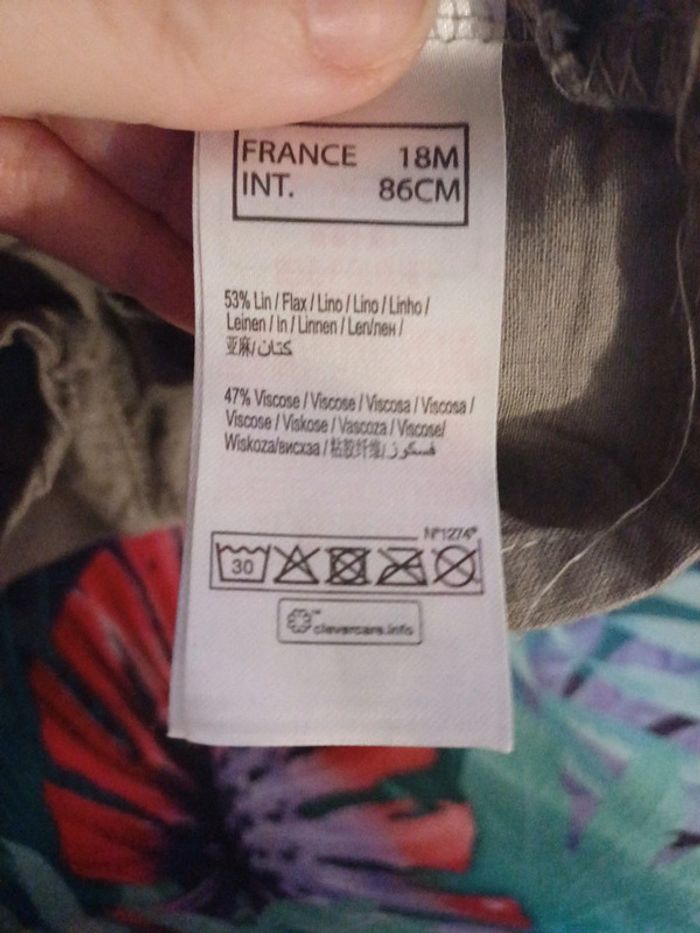 FRANCE 18M
INT. 86CM
53% Lin / Flax / Lino / Lino / Linho /
Leinen / In / Linnen / Len/лен /
亚麻/كتان
47% Viscose / Viscose / Viscosa / Viscosa /
Viscose / Viskose / Vascoza / Viscose/
Wiskoza/вискза / 粘胶纤维/فسكوز
N°1274*
30
clevercare.info